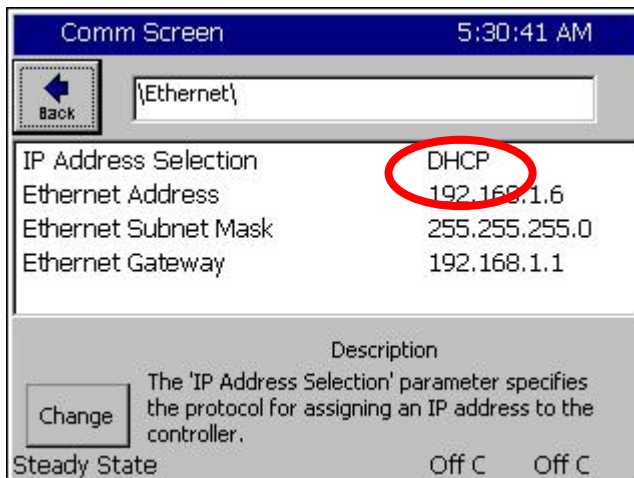 Comm Screen 5:30:41 AM
Back
\Ethernet\
IP Address Selection DHCP
Ethernet Address 192.168.1.6
Ethernet Subnet Mask 255.255.255.0
Ethernet Gateway 192.168.1.1
Description
The 'IP Address Selection' parameter specifies
the protocol for assigning an IP address to the
controller.
Change
Steady State Off C Off C